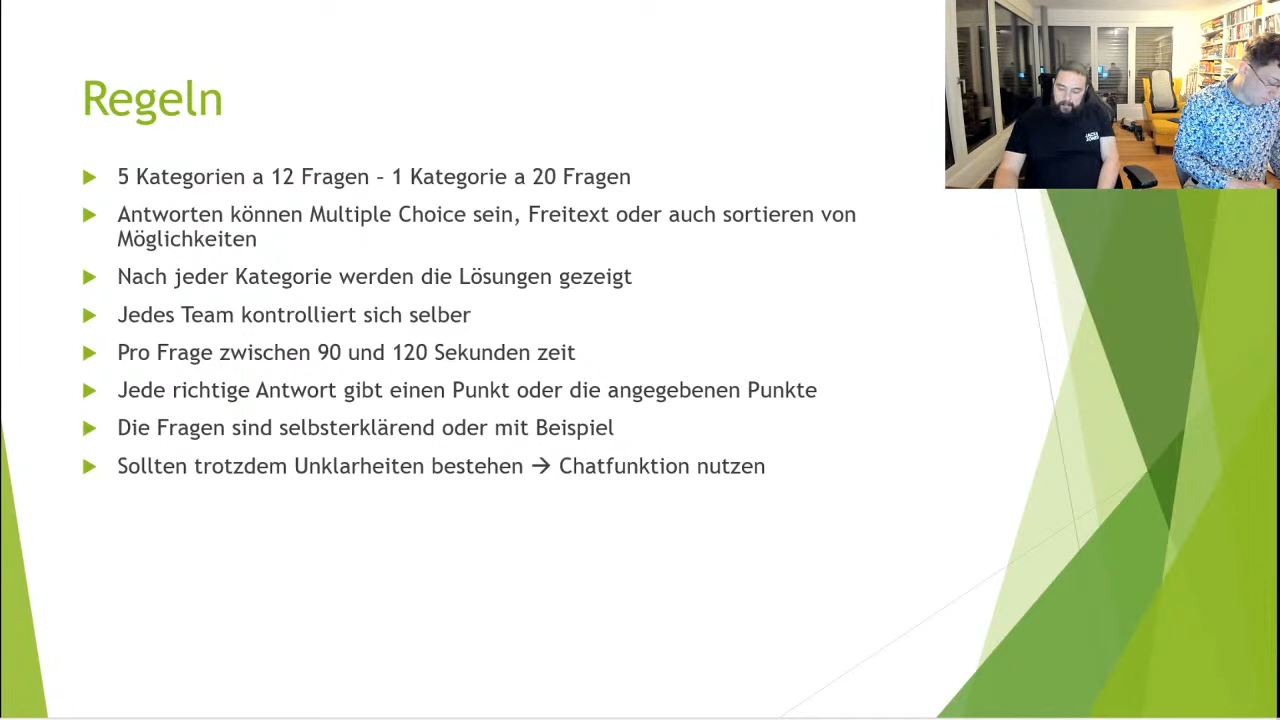 Regeln
5 Kategorien a 12 Fragen – 1 Kategorie a 20 Fragen
Antworten können Multiple Choice sein, Freitext oder auch sortieren von
Möglichkeiten
Nach jeder Kategorie werden die Lösungen gezeigt
Jedes Team kontrolliert sich selber
Pro Frage zwischen 90 und 120 Sekunden zeit
Jede richtige Antwort gibt einen Punkt oder die angegebenen Punkte
Die Fragen sind selbsterklärend oder mit Beispiel
Sollten trotzdem Unklarheiten bestehen → Chatfunktion nutzen
JACK
JONES